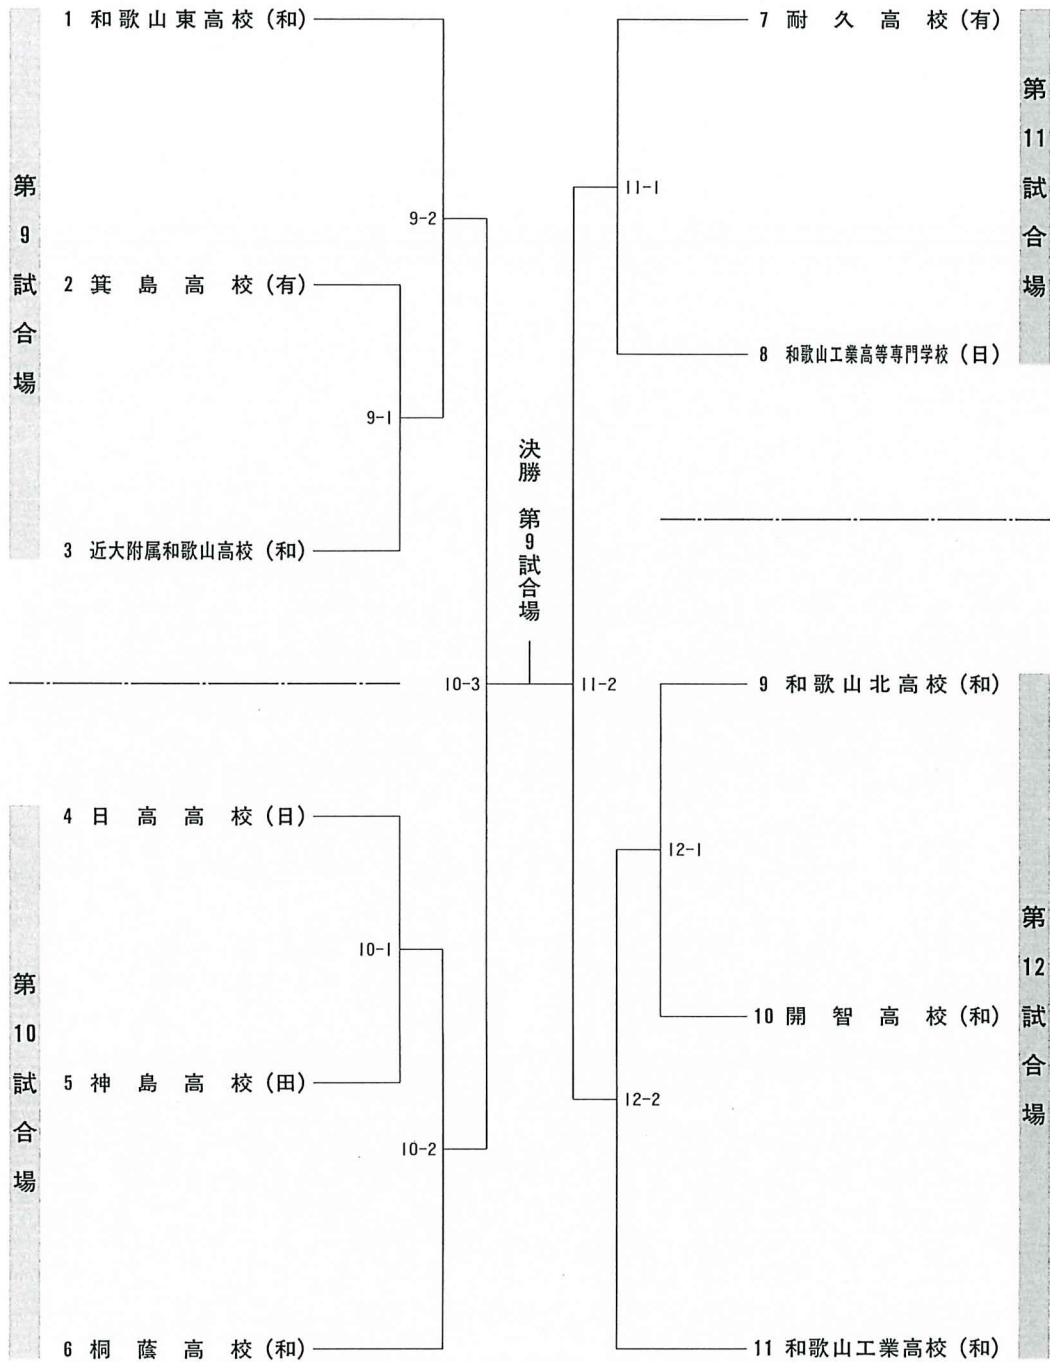 第9試合場
1 和歌山東高校(和)
9-2
2 箕島高校(有)
9-1
3 近大附属和歌山高校(和)
10-3
第10試合場
4 日高高校(日)
10-1
5 神島高校(田)
10-2
6 桐蔭高校(和)
決勝 第9試合場
第11試合場
7 耐久高校(有)
11-1
8 和歌山工業高等専門学校(日)
11-2
第12試合場
9 和歌山北高校(和)
12-1
10 開智高校(和)
12-2
11 和歌山工業高校(和)